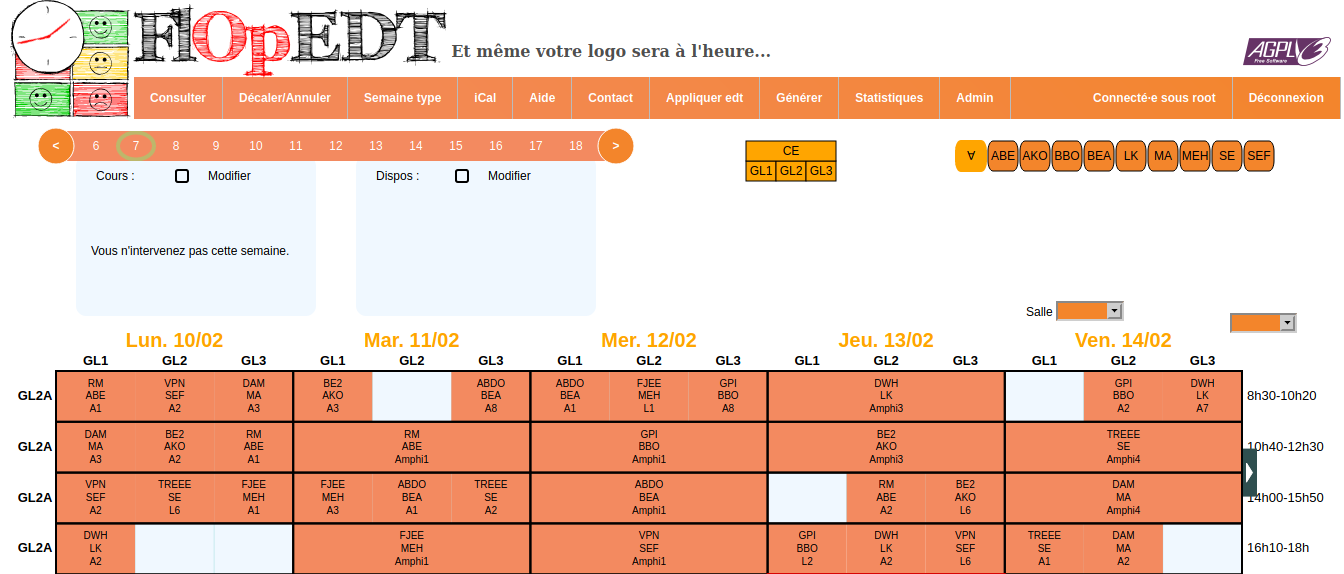 FlOpEDT
Et même votre logo sera à l'heure...
AGPLv3
Free Software
Consulter Décaler/Annuler Semaine type iCal Aide Contact Appliquer edt Générer Statistiques Admin Connecté·e sous root Déconnexion
< 6 7 8 9 10 11 12 13 14 15 16 17 18 >
CE
GL1 GL2 GL3
∀ ABE AKO BBO BEA LK MA MEH SE SEF
Cours : Modifier Dispos : Modifier
Vous n'intervenez pas cette semaine.
Salle
Lun. 10/02 Mar. 11/02 Mer. 12/02 Jeu. 13/02 Ven. 14/02
GL1 GL2 GL3 GL1 GL2 GL3 GL1 GL2 GL3 GL1 GL2 GL3 GL1 GL2 GL3
RM VPN DAM BE2 ABDO ABDO FJEE GPI DWH GPI DWH
GL2A ABE SEF MA AKO BEA BEA MEH BBO LK BBO LK 8h30-10h20
A1 A2 A3 A3 A8 A1 L1 A8 Amphi3 A2 A7
DAM BE2 RM RM GPI BE2 TREEE
GL2A MA AKO ABE ABE BBO AKO SE 10h40-12h30
A3 A2 A1 Amphi1 Amphi1 Amphi3 Amphi4
VPN TREEE FJEE FJEE ABDO TREEE ABDO RM BE2 DAM
GL2A SEF SE MEH MEH BEA SE BEA ABE AKO MA 14h00-15h50
A2 L6 A1 A3 A1 A2 Amphi1 A2 L6 Amphi4
DWH FJEE VPN GPI DWH VPN TREEE DAM
GL2A LK MEH SEF BBO LK SEF SE MA 16h10-18h
A2 Amphi1 Amphi1 L2 A2 L6 A1 A2